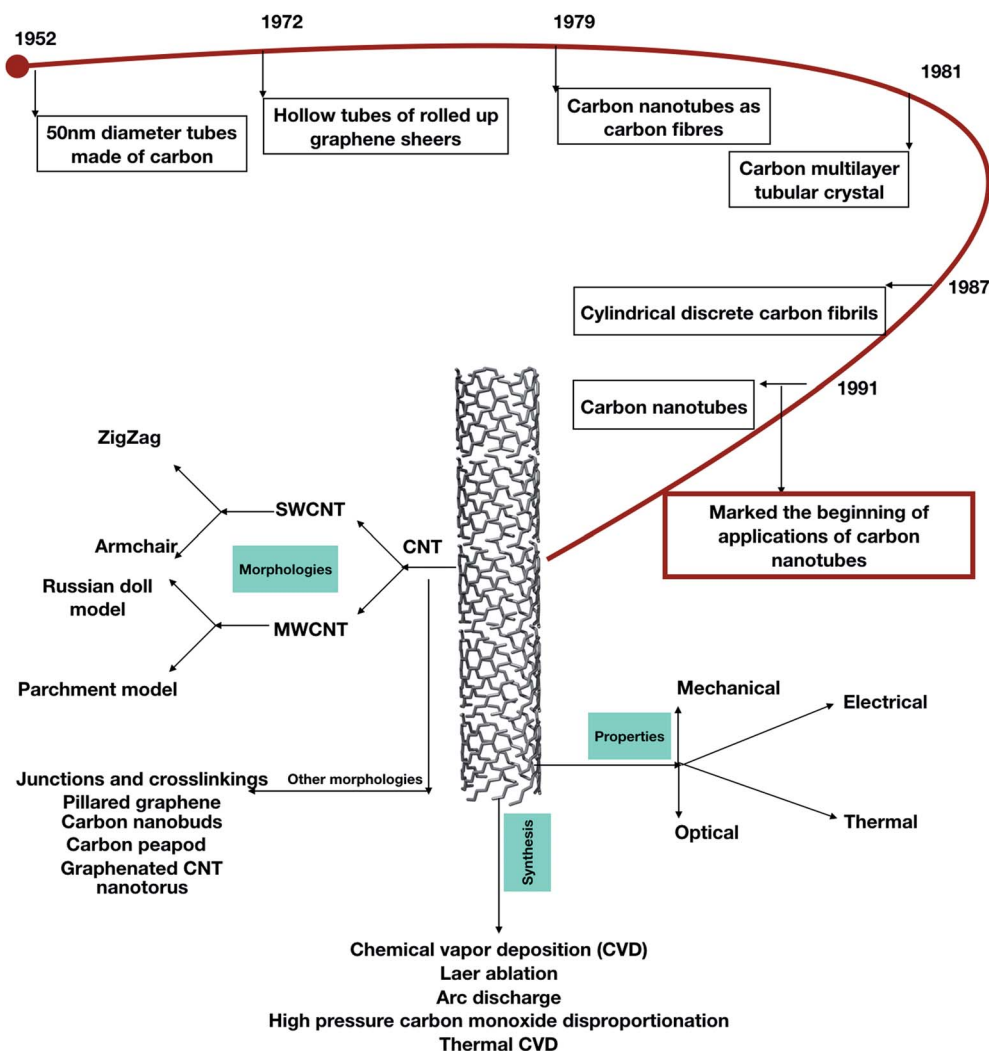 1952
1972
1979
1981
50nm diameter tubes
made of carbon
Hollow tubes of rolled up
graphene sheers
Carbon nanotubes as
carbon fibres
Carbon multilayer
tubular crystal
1987
Cylindrical discrete carbon fibrils
1991
Carbon nanotubes
Marked the beginning of
applications of carbon
nanotubes
ZigZag
SWCNT
Armchair
Morphologies
CNT
Russian doll
model
MWCNT
Parchment model
Other morphologies
Junctions and crosslinkings
Pillared graphene
Carbon nanobuds
Carbon peapod
Graphenated CNT
nanotorus
Properties
Mechanical
Electrical
Optical
Thermal
Synthesis
Chemical vapor deposition (CVD)
Laer ablation
Arc discharge
High pressure carbon monoxide disproportionation
Thermal CVD